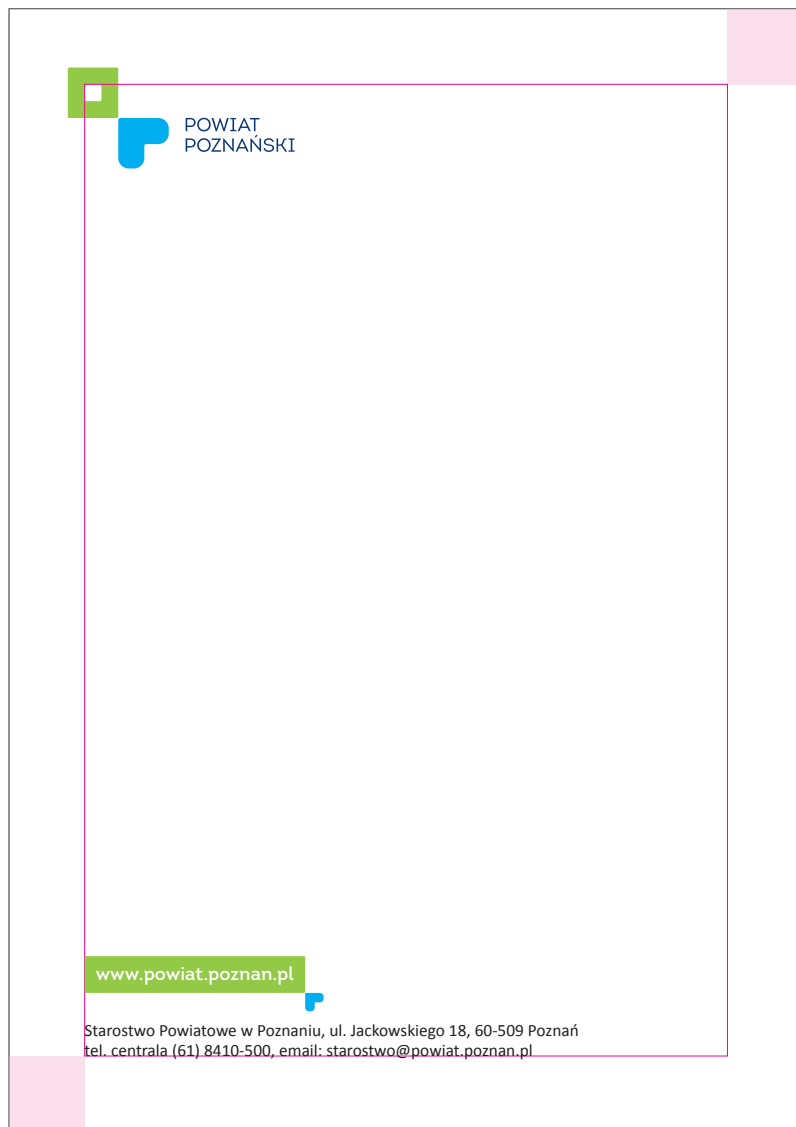 POWIAT
POZNAŃSKI
www.powiat.poznan.pl
Starostwo Powiatowe w Poznaniu, ul. Jackowskiego 18, 60-509 Poznań
tel. centrala (61) 8410-500, email: starostwo@powiat.poznan.pl